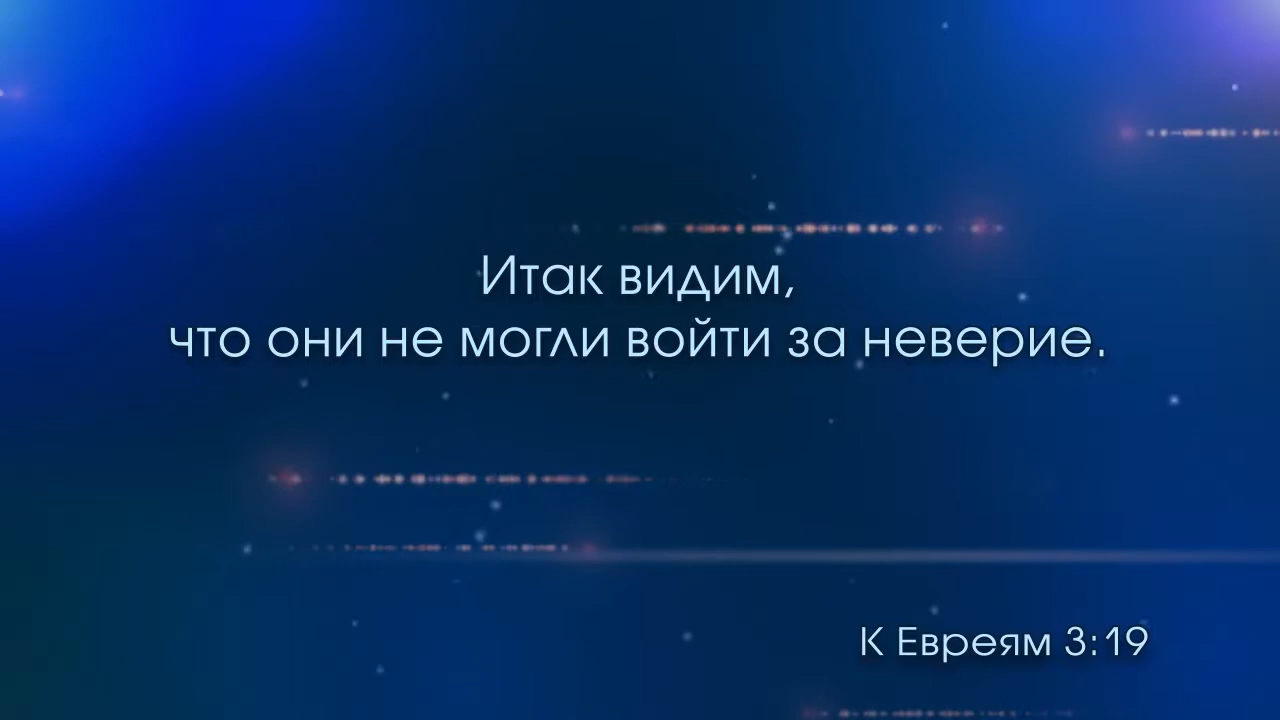 Итак видим,
что они не могли войти за неверие.
К Евреям 3:19